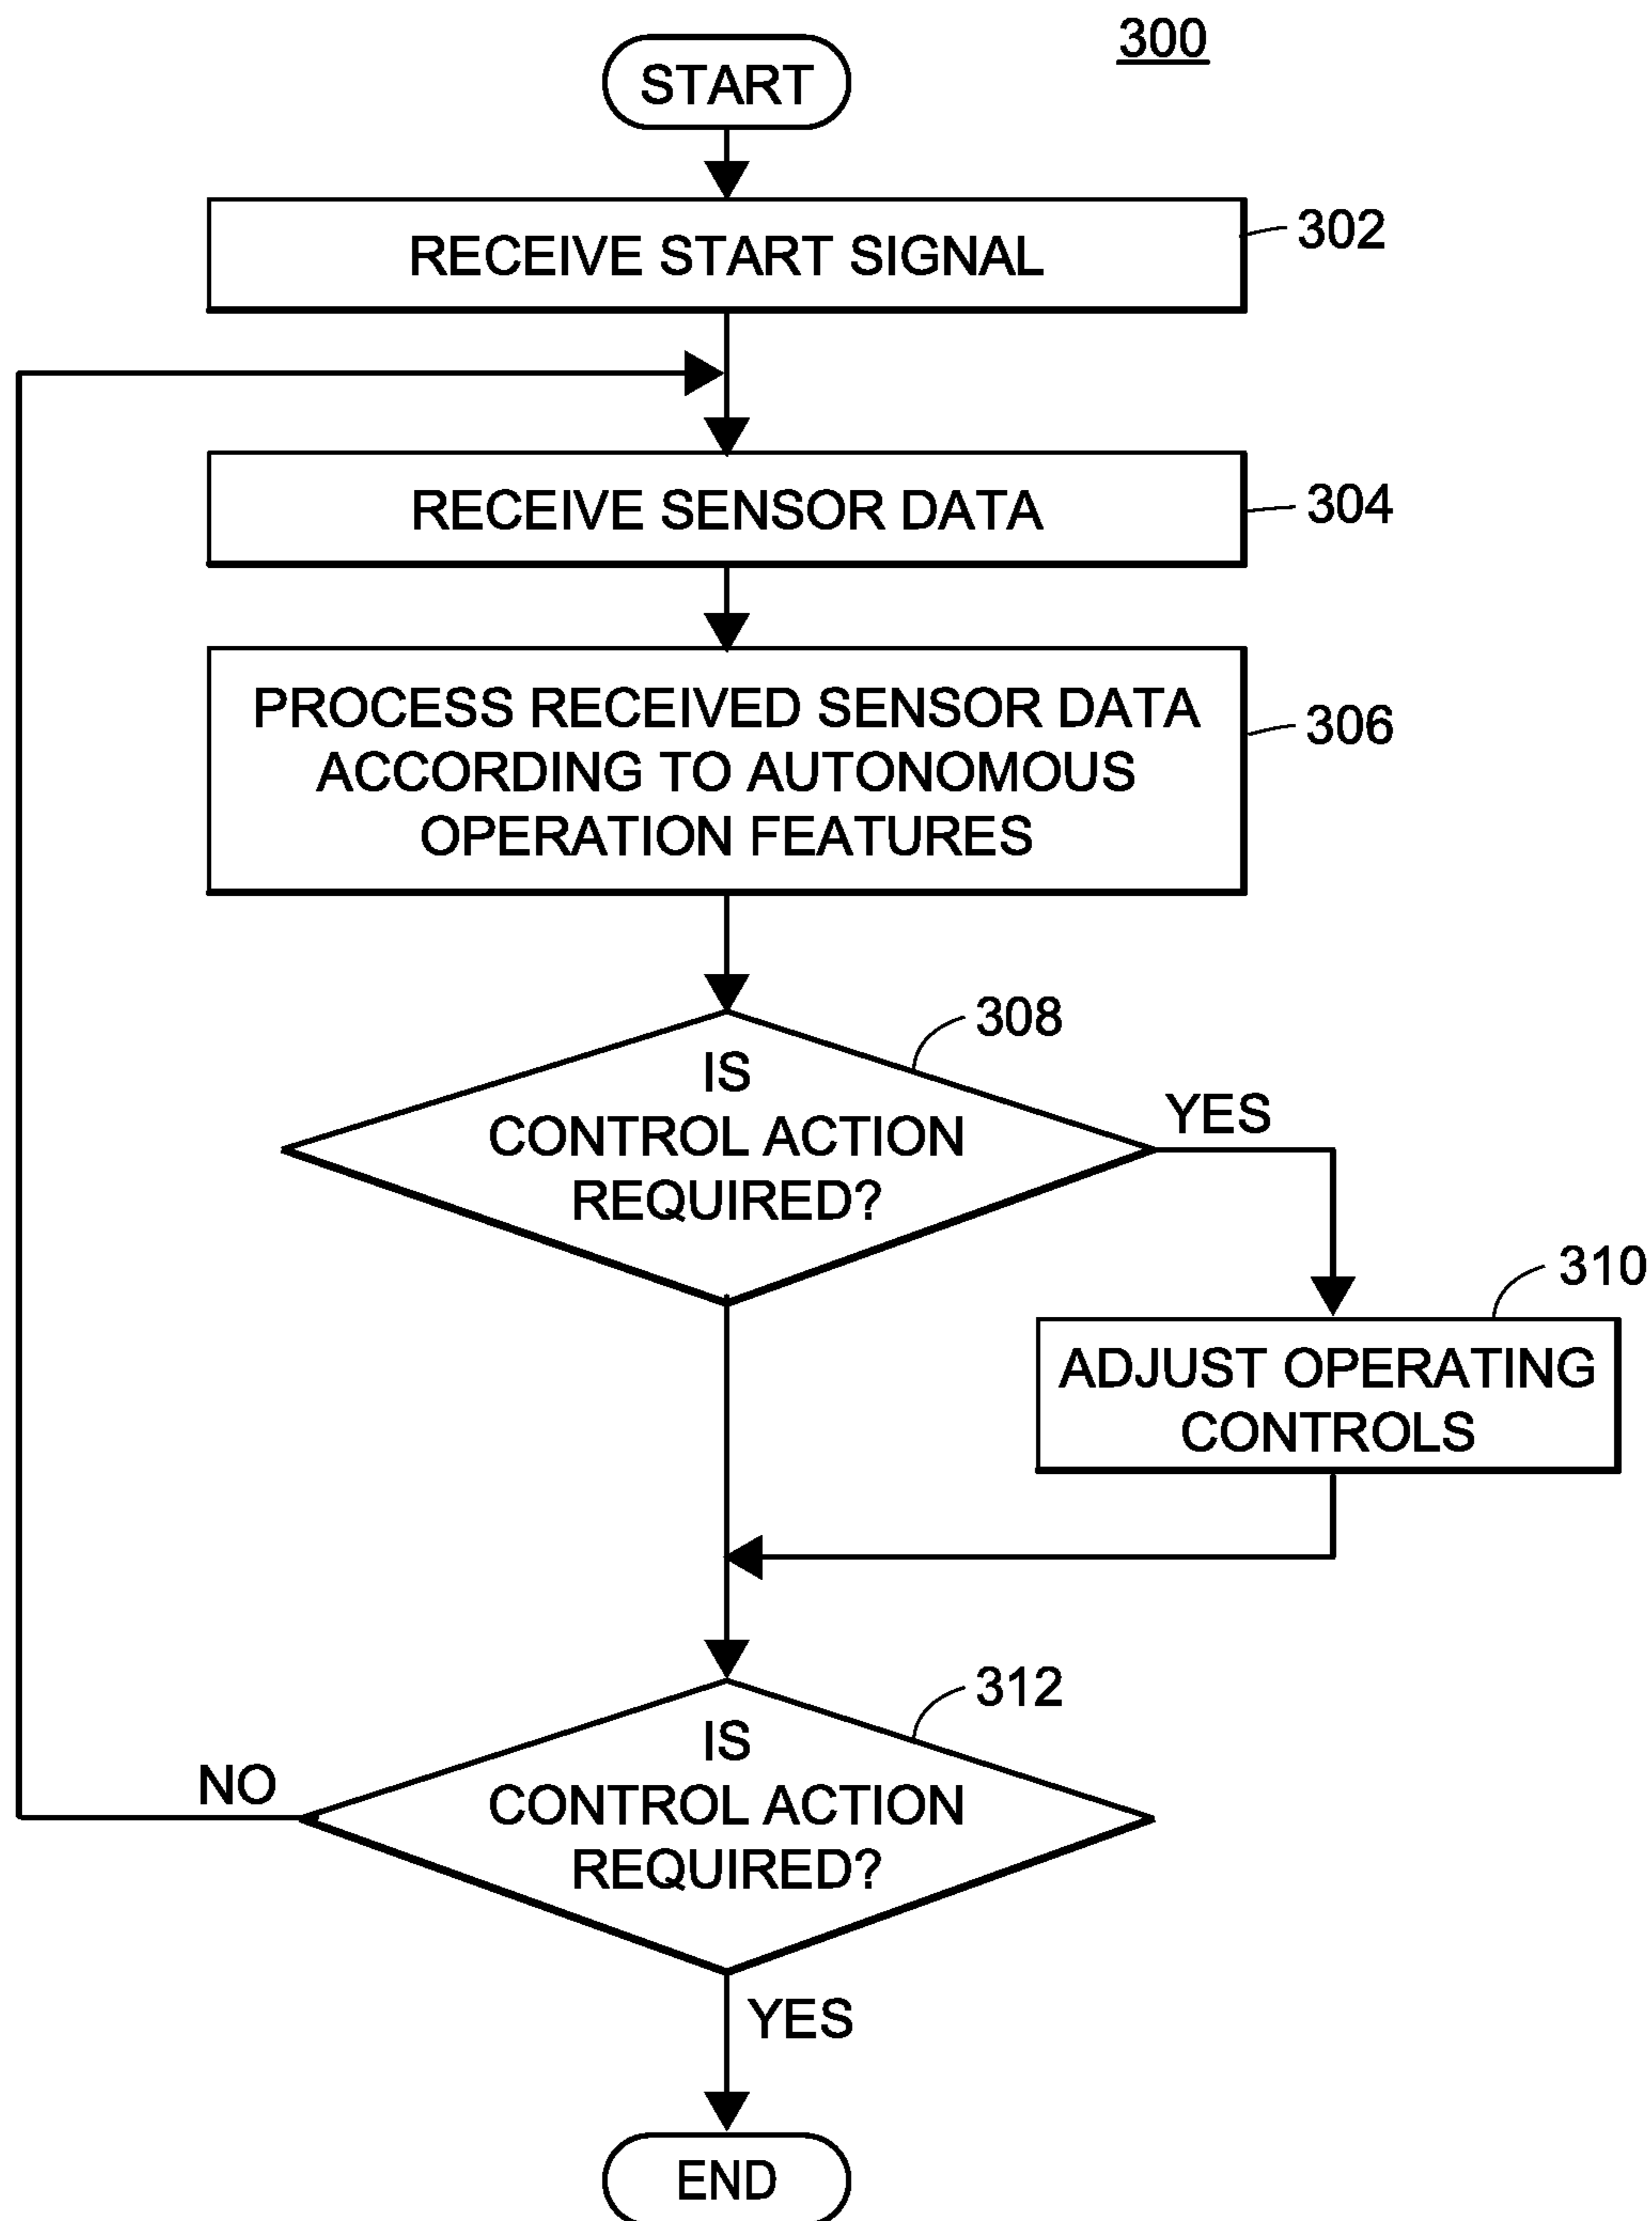 300
START
RECEIVE START SIGNAL
302
RECEIVE SENSOR DATA
304
PROCESS RECEIVED SENSOR DATA
ACCORDING TO AUTONOMOUS
OPERATION FEATURES
306
308
IS
CONTROL ACTION
REQUIRED?
YES
310
ADJUST OPERATING
CONTROLS
312
IS
CONTROL ACTION
REQUIRED?
NO
YES
END